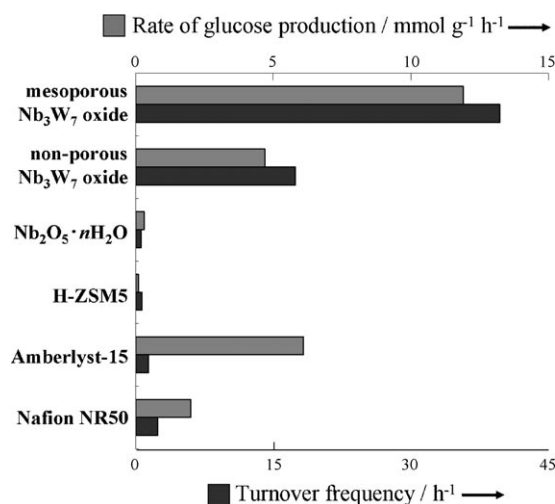 Rate of glucose production / mmol g⁻¹ h⁻¹
0 5 10 15
mesoporous
Nb₃W₇ oxide
non-porous
Nb₃W₇ oxide
Nb₂O₅·nH₂O
H-ZSM5
Amberlyst-15
Nafion NR50
0 15 30 45
Turnover frequency / h⁻¹